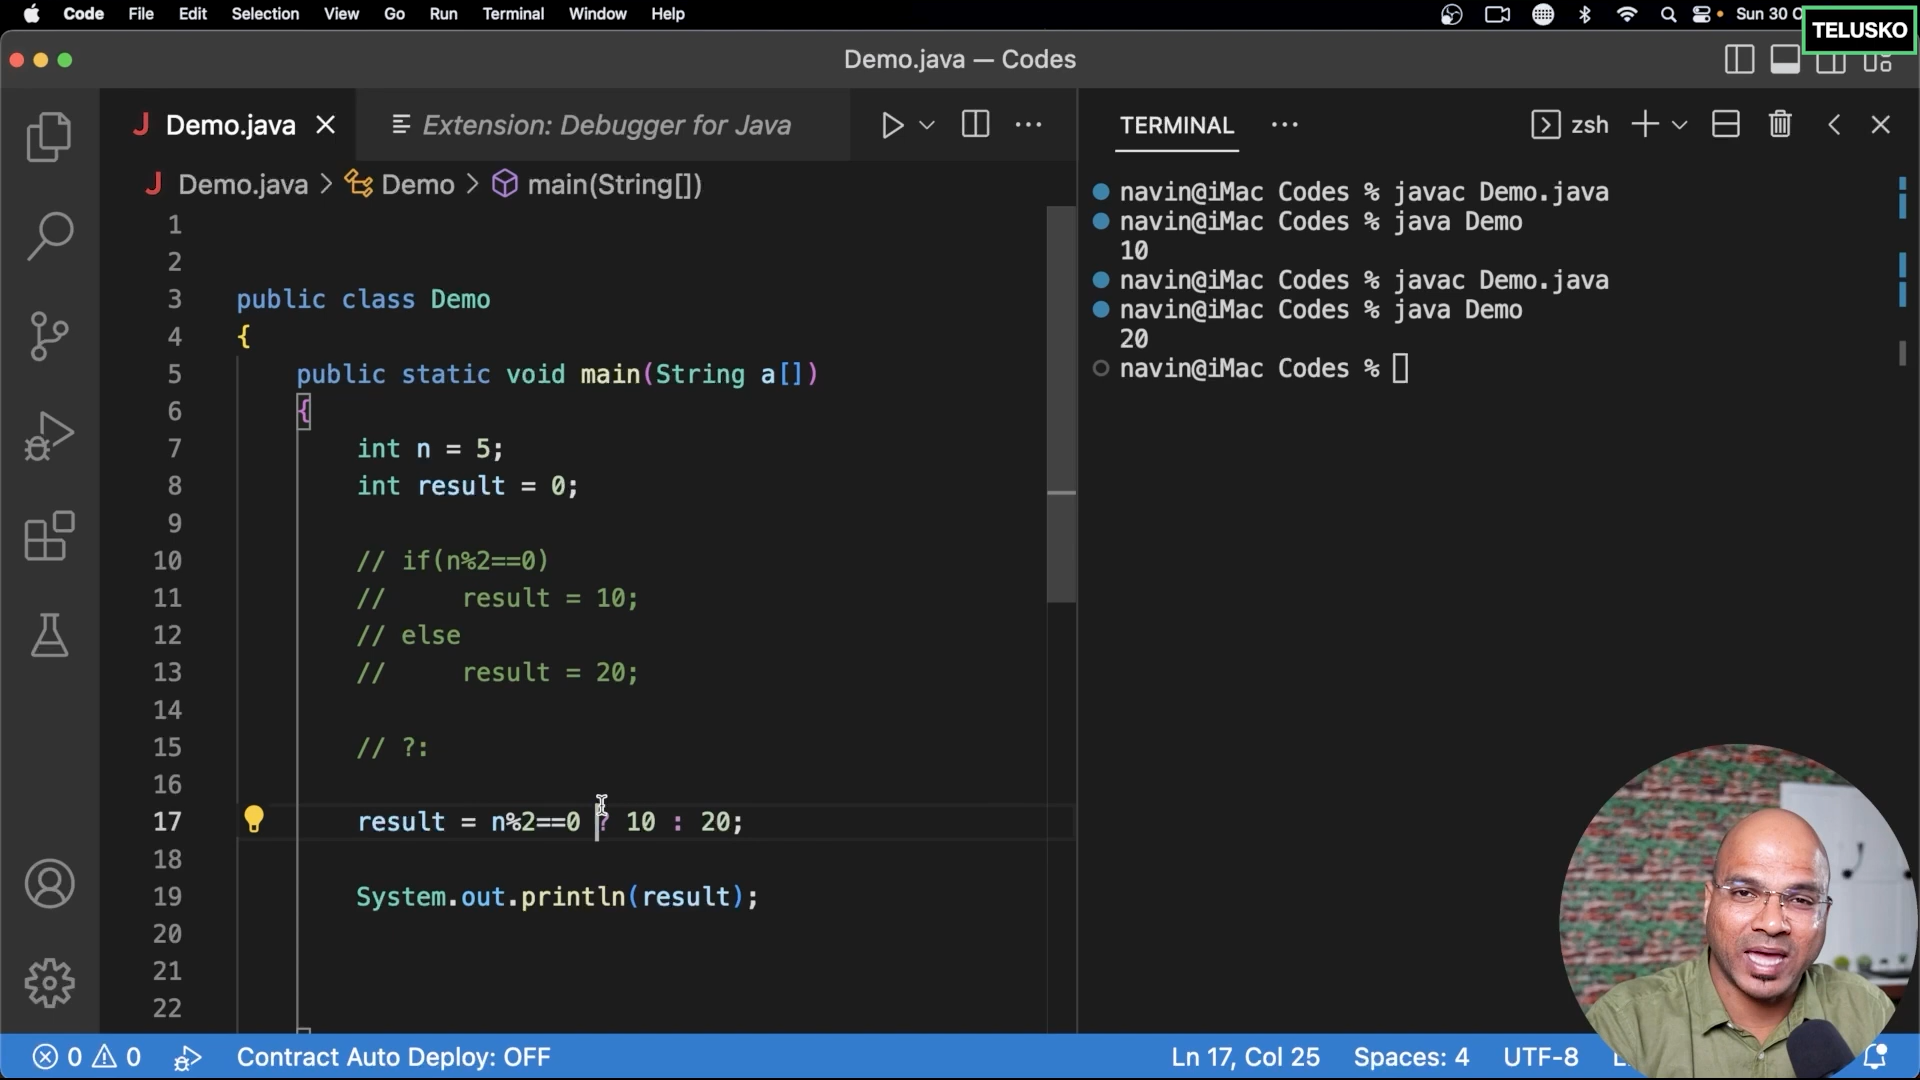 Code File Edit Selection View Go Run Terminal Window Help Sun 30
TELUSKO
Demo.java — Codes
Demo.java Extension: Debugger for Java
Demo.java > Demo > main(String[])
1
2
3 public class Demo
4 {
5 public static void main(String a[])
6 {
7 int n = 5;
8 int result = 0;
9
10 // if(n%2==0)
11 // result = 10;
12 // else
13 // result = 20;
14
15 // ?:
16
17 result = n%2==0 ? 10 : 20;
18
19 System.out.println(result);
20
21
22
TERMINAL ··· zsh
navin@iMac Codes % javac Demo.java
navin@iMac Codes % java Demo
10
navin@iMac Codes % javac Demo.java
navin@iMac Codes % java Demo
20
navin@iMac Codes %
0 0 Contract Auto Deploy: OFF Ln 17, Col 25 Spaces: 4 UTF-8